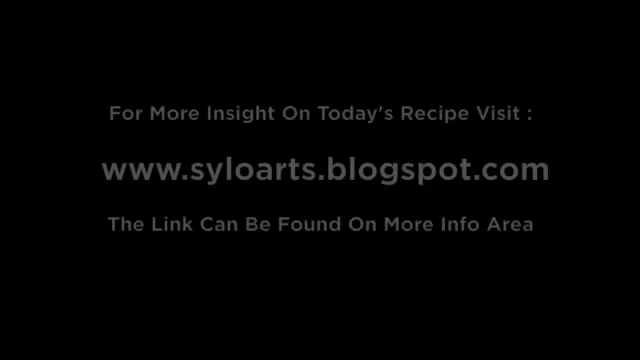 For More Insight On Today's Recipe Visit :
www.syloarts.blogspot.com
The Link Can Be Found On More Info Area